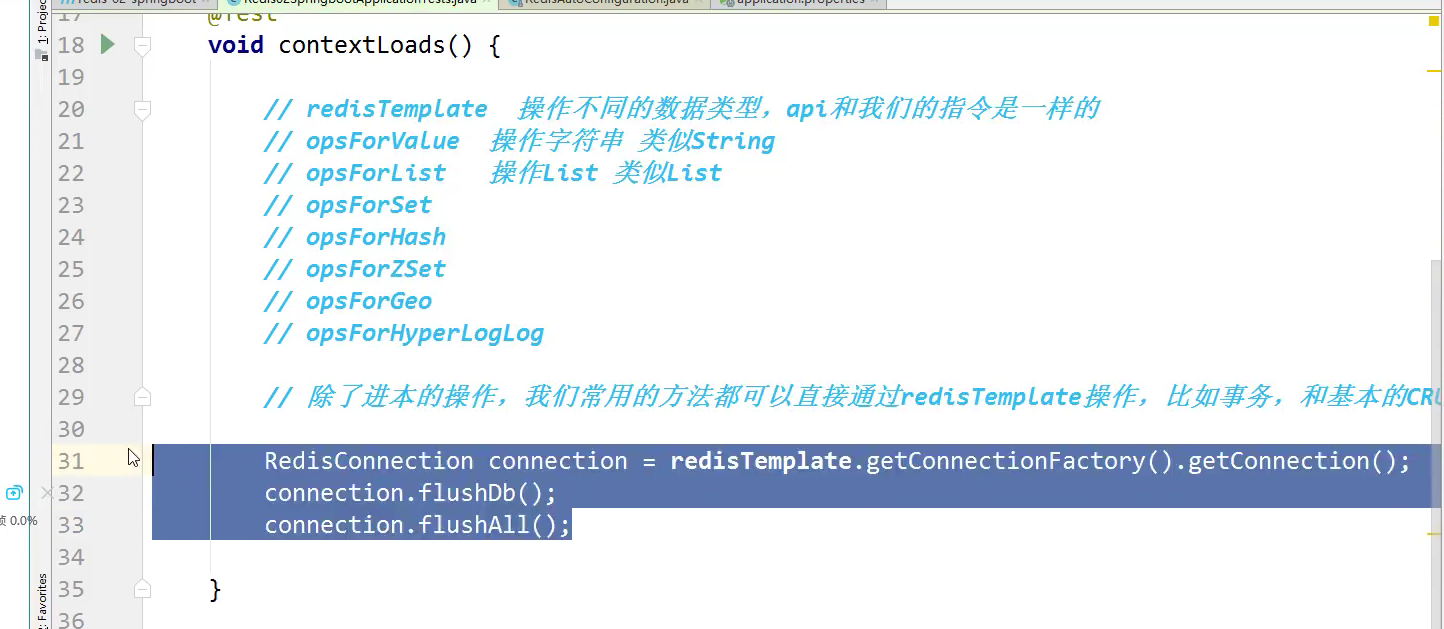 redis-02-springboot
Redis02SpringbootApplicationTests.java
RedisAutoConfiguration.java
application.properties
17 @Test
18 void contextLoads() {
19
20 // redisTemplate 操作不同的数据类型，api和我们的指令是一样的
21 // opsForValue 操作字符串 类似String
22 // opsForList 操作List 类似List
23 // opsForSet
24 // opsForHash
25 // opsForZSet
26 // opsForGeo
27 // opsForHyperLogLog
28
29 // 除了进本的操作，我们常用的方法都可以直接通过redisTemplate操作，比如事务，和基本的CRU
30
31 RedisConnection connection = redisTemplate.getConnectionFactory().getConnection();
32 connection.flushDb();
33 connection.flushAll();
34
35 }
36
1: Projec
0.0%
2: Favorites